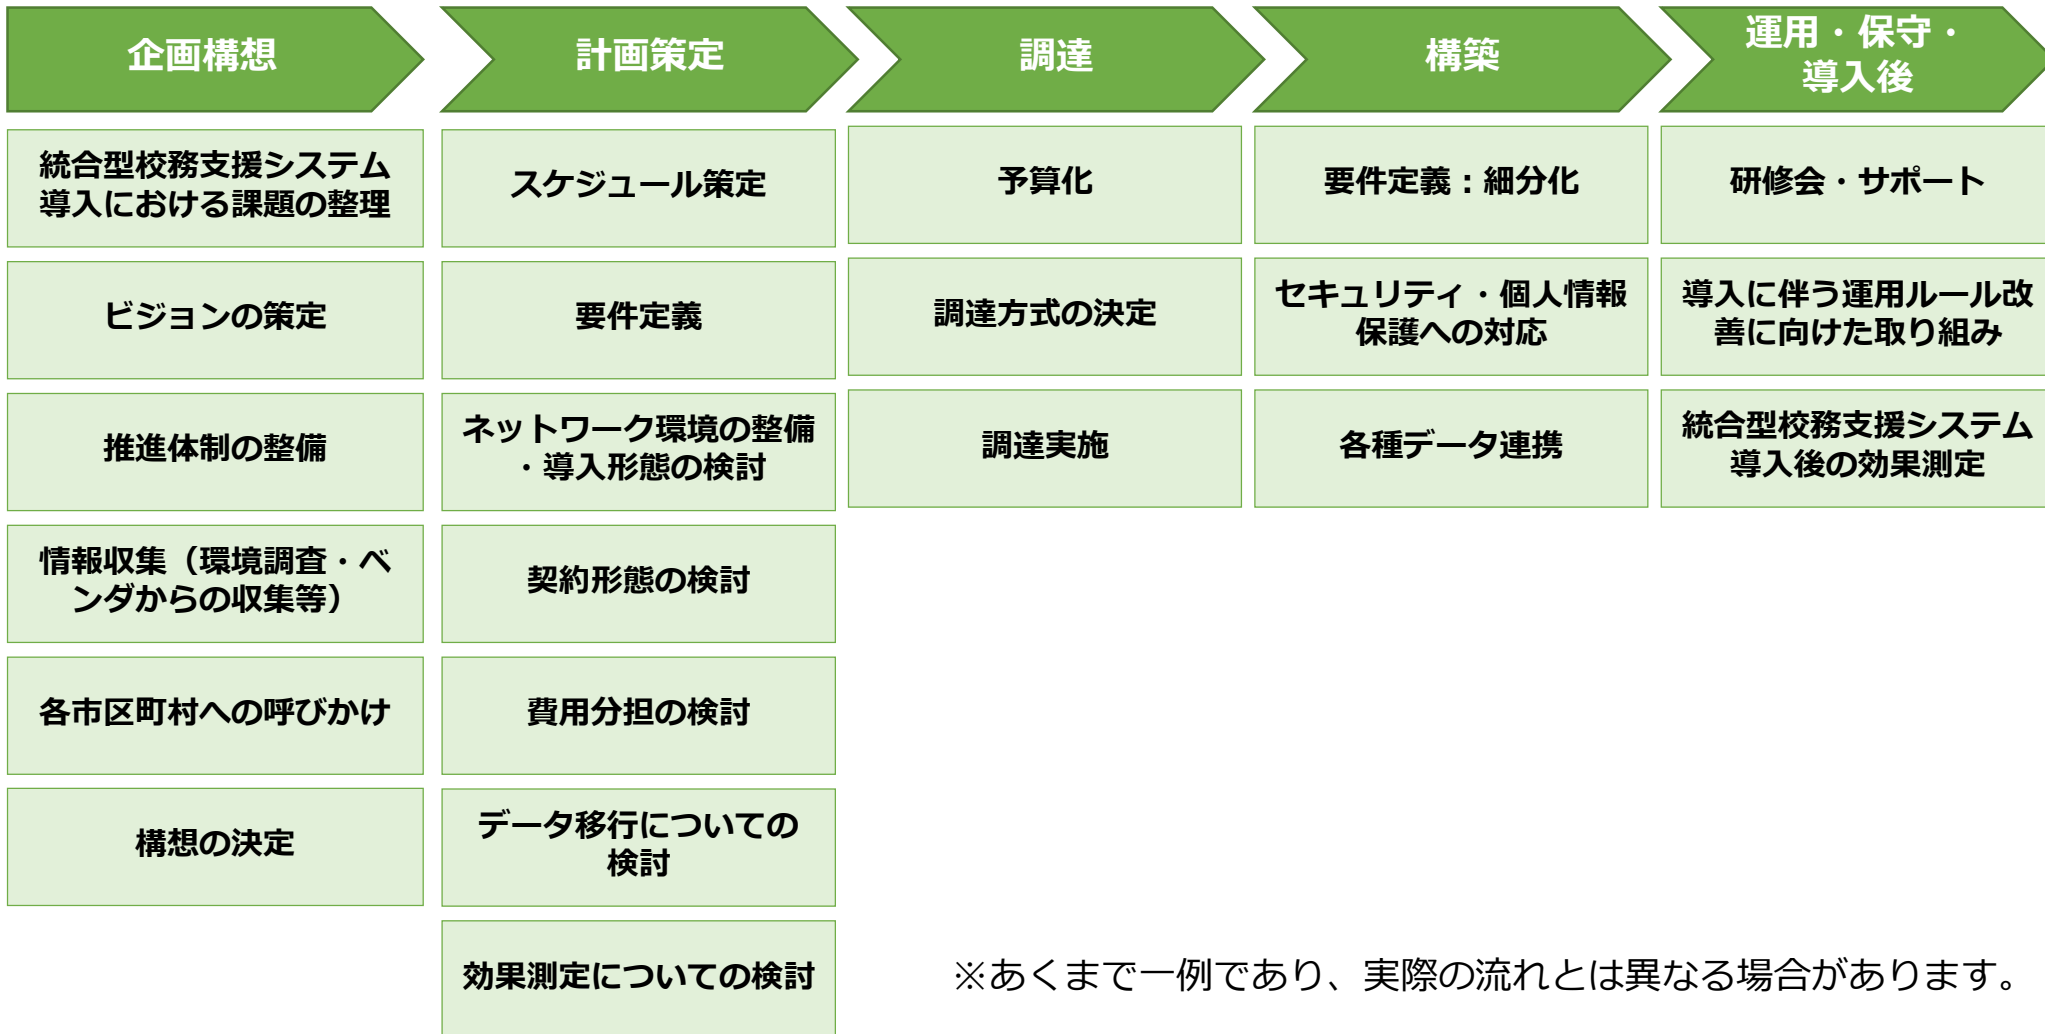 企画構想
統合型校務支援システム
導入における課題の整理
ビジョンの策定
推進体制の整備
情報収集（環境調査・ベ
ンダからの収集等）
各市区町村への呼びかけ
構想の決定
計画策定
スケジュール策定
要件定義
ネットワーク環境の整備
・導入形態の検討
契約形態の検討
費用分担の検討
データ移行についての
検討
効果測定についての検討
調達
予算化
調達方式の決定
調達実施
構築
要件定義：細分化
セキュリティ・個人情報
保護への対応
各種データ連携
運用・保守・
導入後
研修会・サポート
導入に伴う運用ルール改
善に向けた取り組み
統合型校務支援システム
導入後の効果測定
※あくまで一例であり、実際の流れとは異なる場合があります。